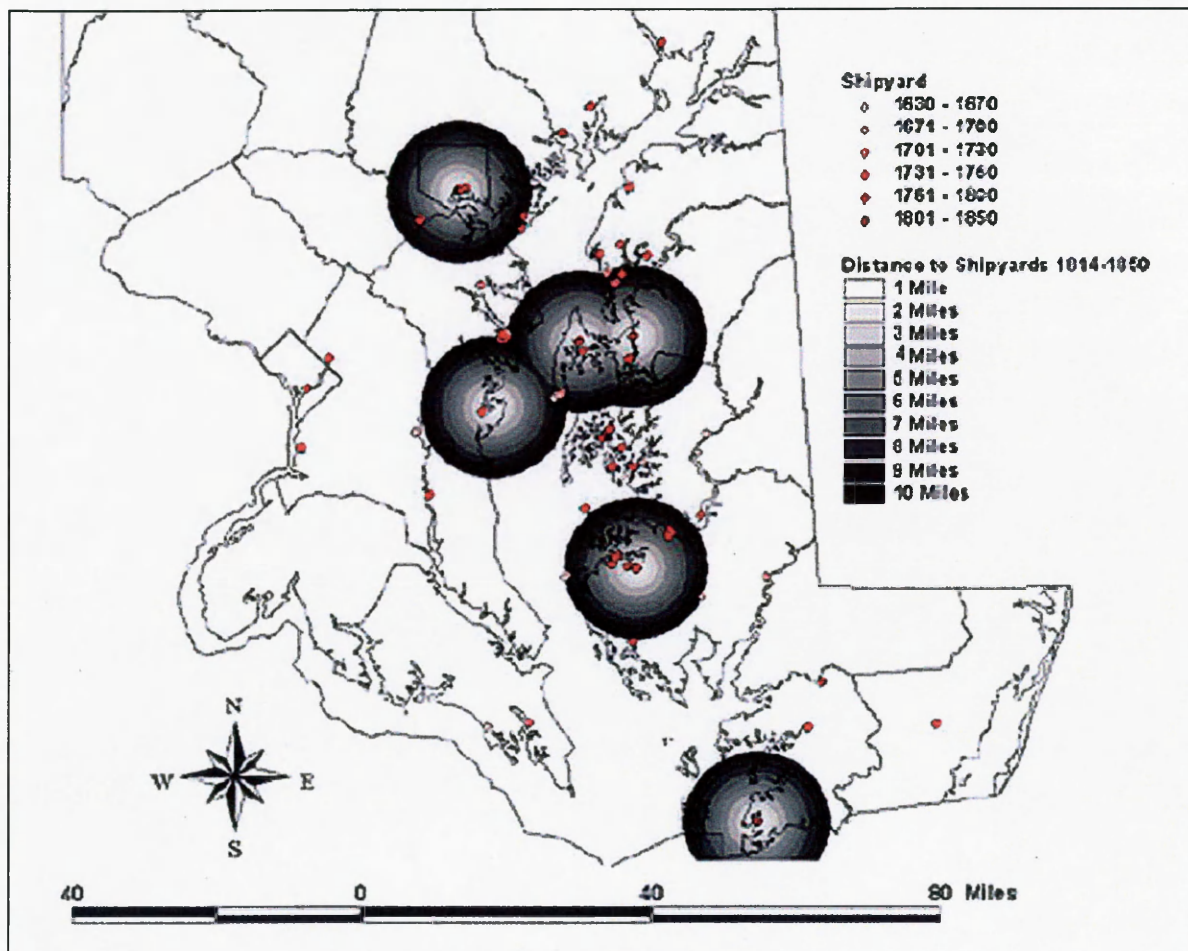 Shipyard
1630 - 1670
1671 - 1700
1701 - 1730
1731 - 1760
1761 - 1800
1801 - 1850
Distance to Shipyards 1814-1850
1 Mile
2 Miles
3 Miles
4 Miles
5 Miles
6 Miles
7 Miles
8 Miles
9 Miles
10 Miles
N
W E
S
40 0 40 80 Miles